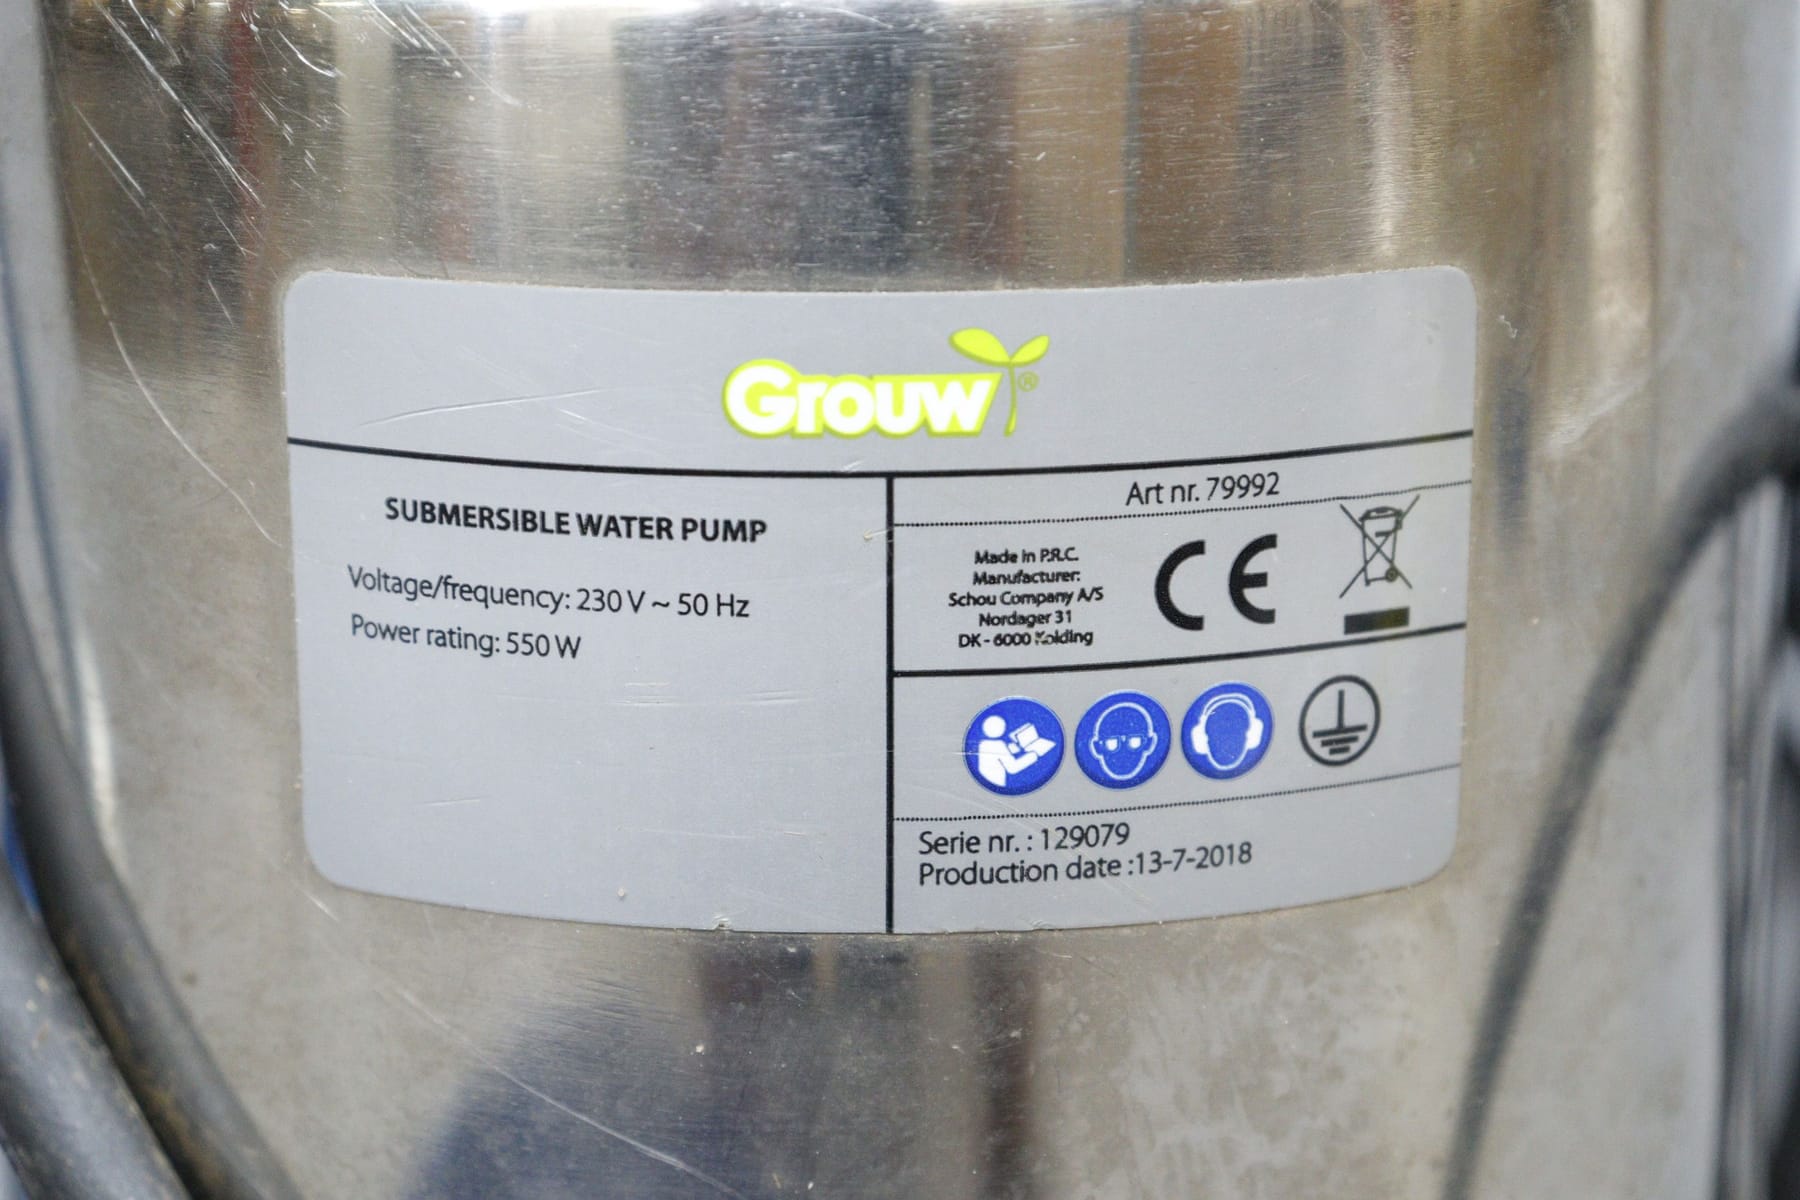 Grouw®
SUBMERSIBLE WATER PUMP
Voltage/frequency: 230 V ~ 50 Hz
Power rating: 550 W
Art nr. 79992
Made in P.R.C.
Manufacturer:
Schou Company A/S
Nordager 31
DK - 6000 Kolding
CE
Serie nr. : 129079
Production date :13-7-2018